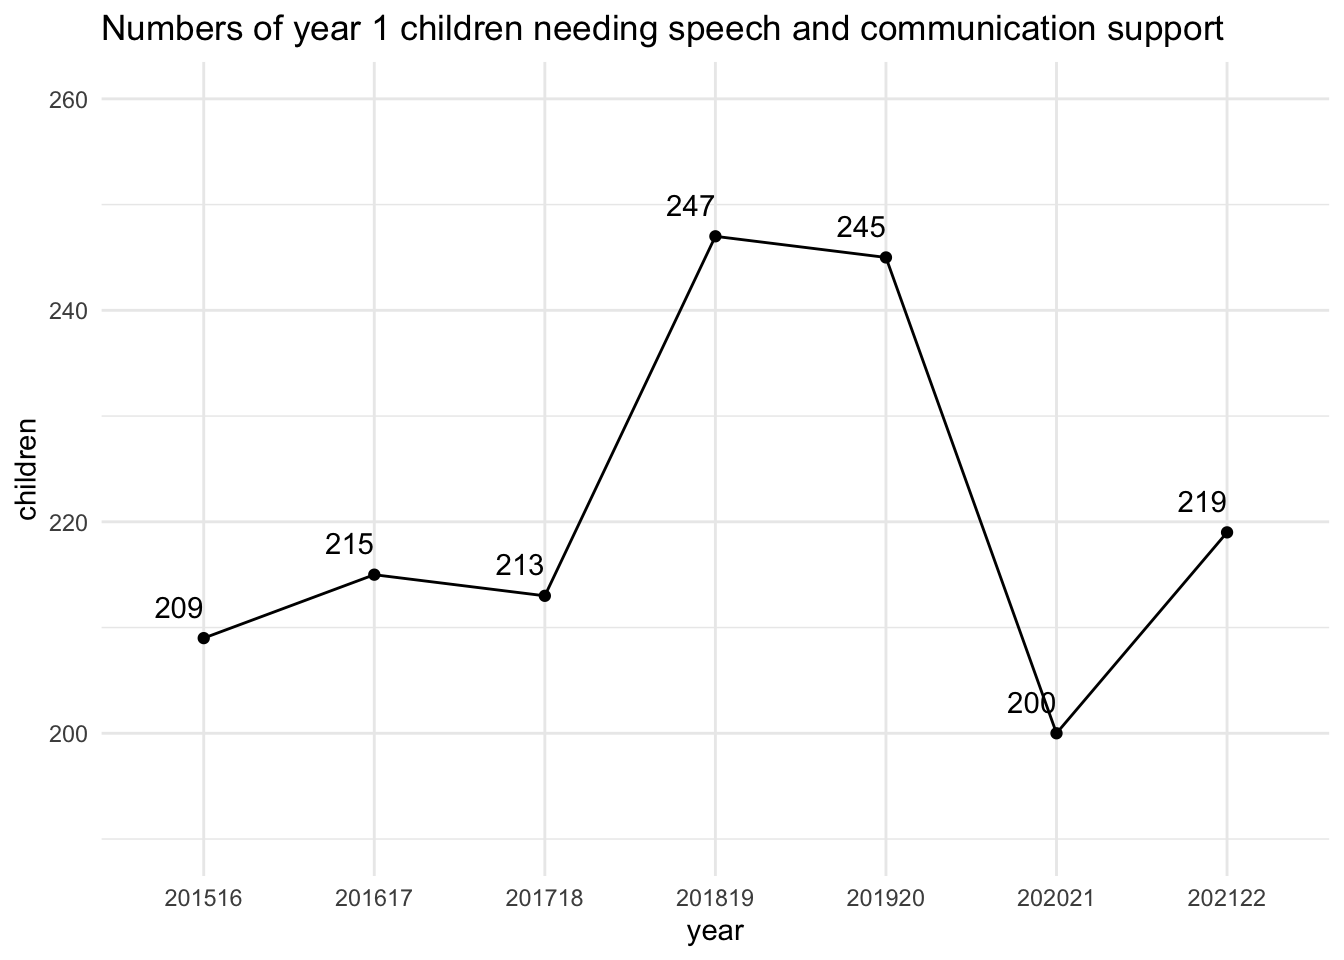 Numbers of year 1 children needing speech and communication support
260
247
245
240
children
219
220
215
213
209
200
200
201516 201617 201718 201819 201920 202021 202122
year